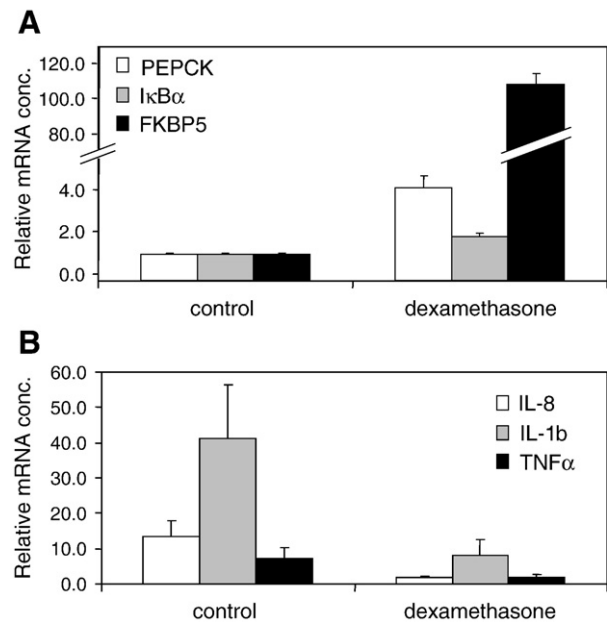 A
Relative mRNA conc.
120.0
100.0
80.0
4.0
2.0
0.0
PEPCK
IκBα
FKBP5
control dexamethasone
B
Relative mRNA conc.
60.0
50.0
40.0
30.0
20.0
10.0
0.0
IL-8
IL-1b
TNFα
control dexamethasone